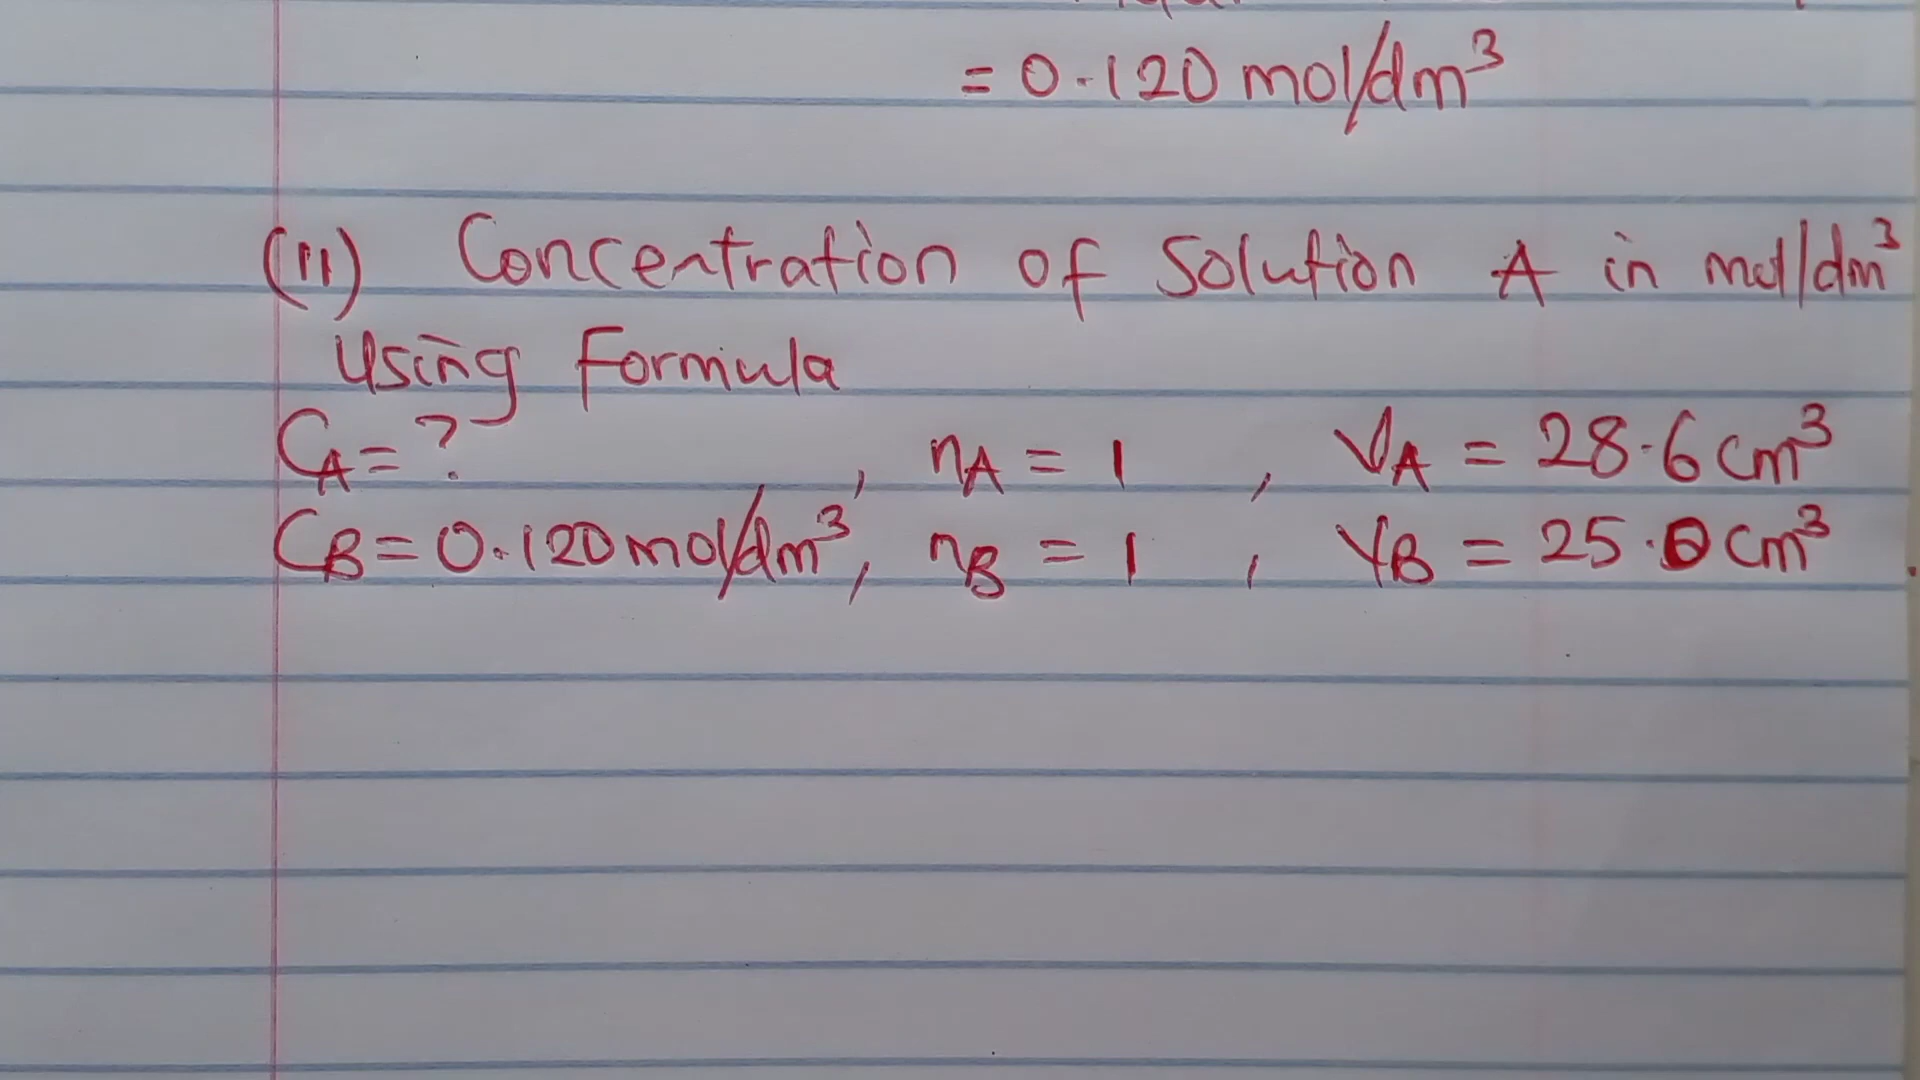 = 0.120 mol/dm³
(11) Concentration of Solution A in mol/dm³
Using Formula
CA = ? , nA = 1 , VA = 28.6 cm³
CB = 0.120 mol/dm³, nB = 1 , VB = 25.0 cm³